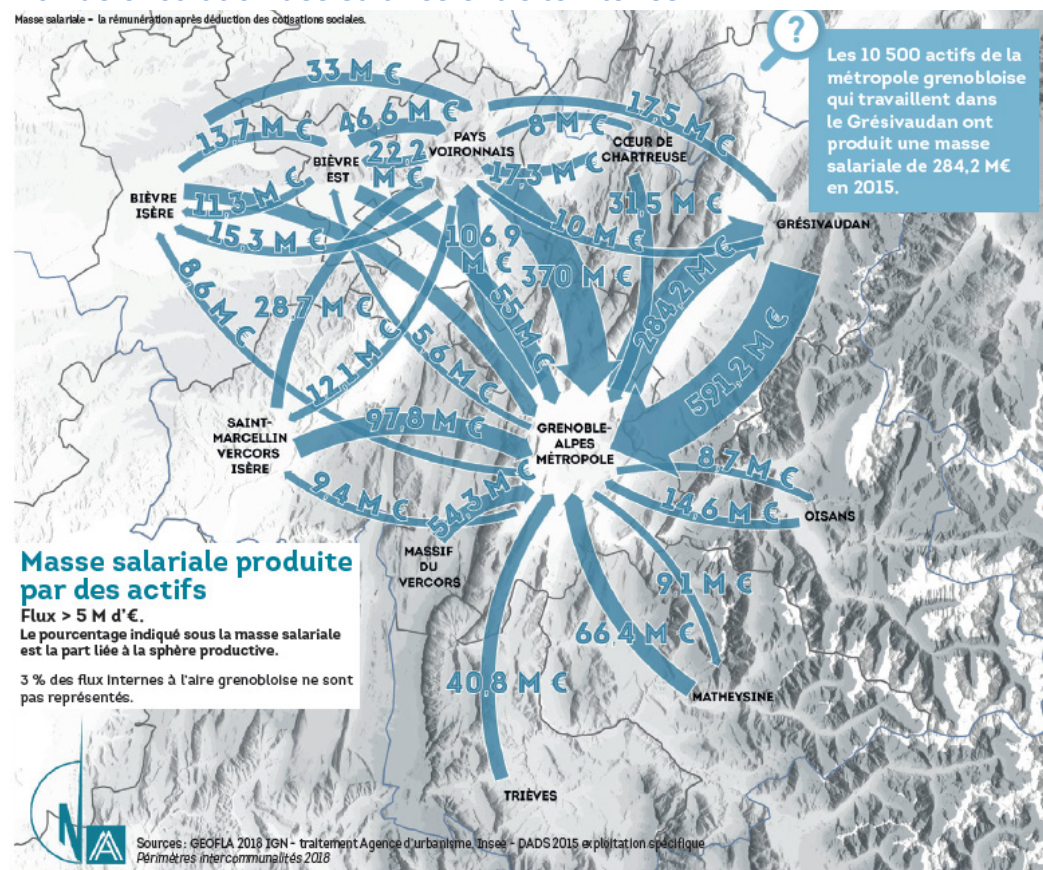 Masse salariale = la rémunération après déduction des cotisations sociales.
?
Les 10 500 actifs de la
métropole grenobloise
qui travaillent dans
le Grésivaudan ont
produit une masse
salariale de 284,2 M€
en 2015.
33 M €
17,5 M €
13,7 M €
46,6 M €
8 M €
PAYS
VOIRONNAIS
CŒUR DE
CHARTREUSE
BIÈVRE
EST
22,2
M €
17,3 M €
BIÈVRE
ISÈRE
11,3 M €
31,5 M €
10 M €
GRÉSIVAUDAN
15,3 M €
106,9
M €
370 M €
284,2 M €
8,6 M €
28,7 M €
55 M €
5,6 M €
12,1 M €
591,2 M €
97,8 M €
SAINT-
MARCELLIN
VERCORS
ISÈRE
GRENOBLE-
ALPES
MÉTROPOLE
8,7 M €
9,4 M €
54,3 M €
14,6 M €
OISANS
MASSIF
DU
VERCORS
Masse salariale produite
par des actifs
Flux > 5 M d'€.
Le pourcentage indiqué sous la masse salariale
est la part liée à la sphère productive.
3 % des flux internes à l'aire grenobloise ne sont
pas représentés.
66,4 M €
40,8 M €
MATHEYSINE
TRIÈVES
N
Sources : GEOFLA 2018 IGN - traitement Agence d'urbanisme, Insee - DADS 2015 exploitation spécifique
Périmètres intercommunalités 2018